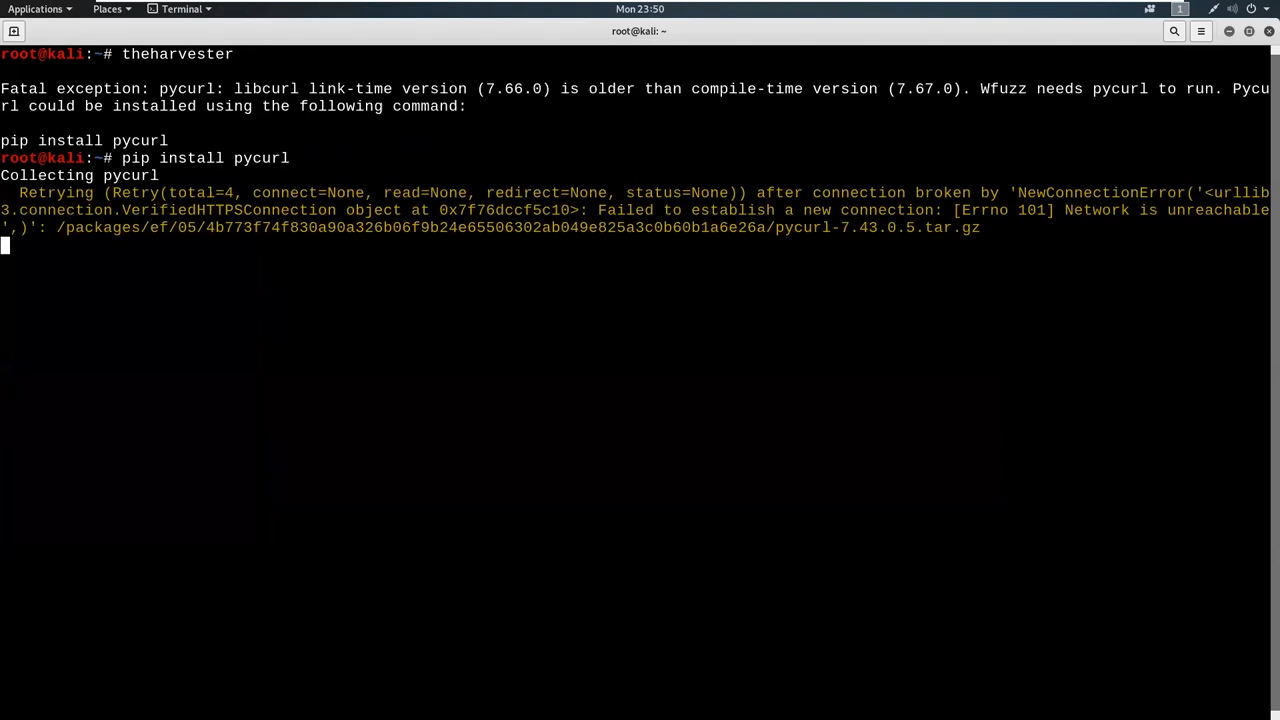 Applications Places Terminal Mon 23:50 1
root@kali: ~
root@kali:~# theharvester
Fatal exception: pycurl: libcurl link-time version (7.66.0) is older than compile-time version (7.67.0). Wfuzz needs pycurl to run. Pycu
rl could be installed using the following command:
pip install pycurl
root@kali:~# pip install pycurl
Collecting pycurl
Retrying (Retry(total=4, connect=None, read=None, redirect=None, status=None)) after connection broken by 'NewConnectionError('<urllib
3.connection.VerifiedHTTPSConnection object at 0x7f76dccf5c10>: Failed to establish a new connection: [Errno 101] Network is unreachable
',)': /packages/ef/05/4b773f74f830a90a326b06f9b24e65506302ab049e825a3c0b60b1a6e26a/pycurl-7.43.0.5.tar.gz